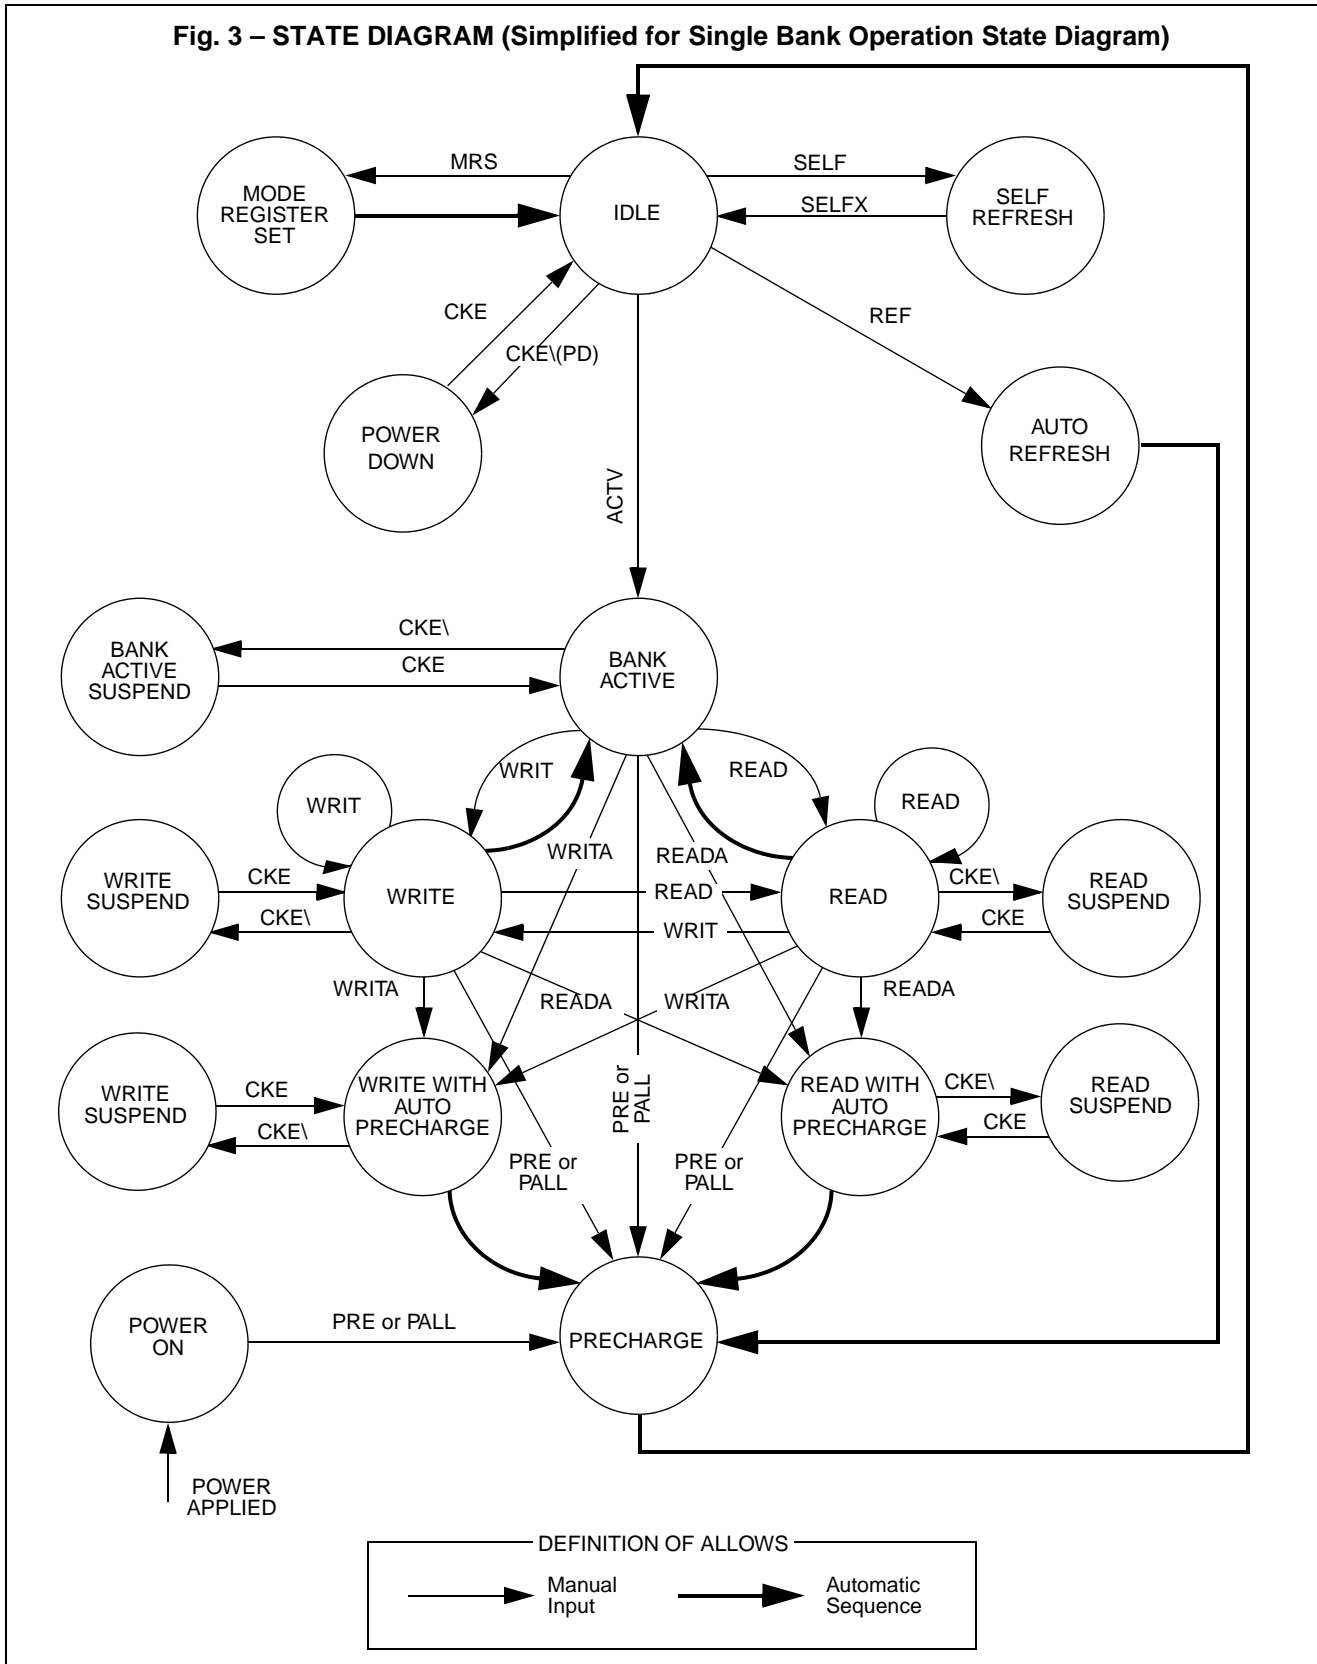 Fig. 3 – STATE DIAGRAM (Simplified for Single Bank Operation State Diagram)
MRS
SELF
MODE
REGISTER
SET
IDLE
SELFX
SELF
REFRESH
CKE
REF
CKE\(PD)
POWER
DOWN
AUTO
REFRESH
ACTV
CKE\
BANK
ACTIVE
SUSPEND
CKE
BANK
ACTIVE
WRIT
READ
WRIT
READ
WRITA
READA
WRITE
SUSPEND
CKE
CKE\
WRITE
READ
WRIT
READ
CKE\
CKE
READ
SUSPEND
WRITA
READA
WRITA
READA
WRITE
SUSPEND
CKE
CKE\
WRITE WITH
AUTO
PRECHARGE
PRE or
PALL
READ WITH
AUTO
PRECHARGE
CKE\
CKE
READ
SUSPEND
PRE or
PALL
PRE or
PALL
POWER
ON
PRE or PALL
PRECHARGE
POWER
APPLIED
DEFINITION OF ALLOWS
Manual
Input
Automatic
Sequence